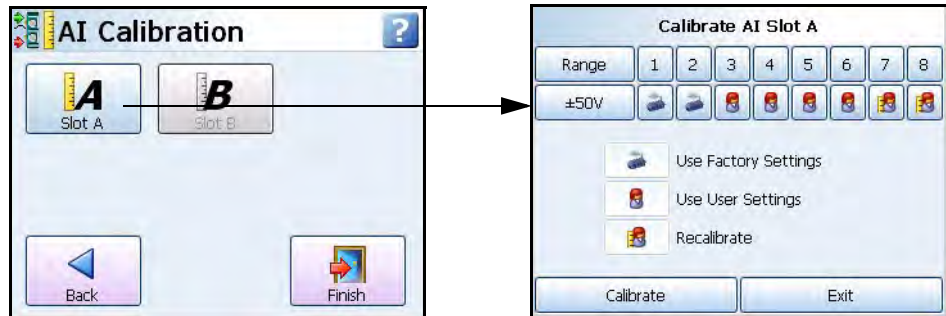 AI Calibration
?
A
Slot A
B
Slot B
Back
Finish
Calibrate AI Slot A
Range 1 2 3 4 5 6 7 8
±50V
Use Factory Settings
Use User Settings
Recalibrate
Calibrate
Exit